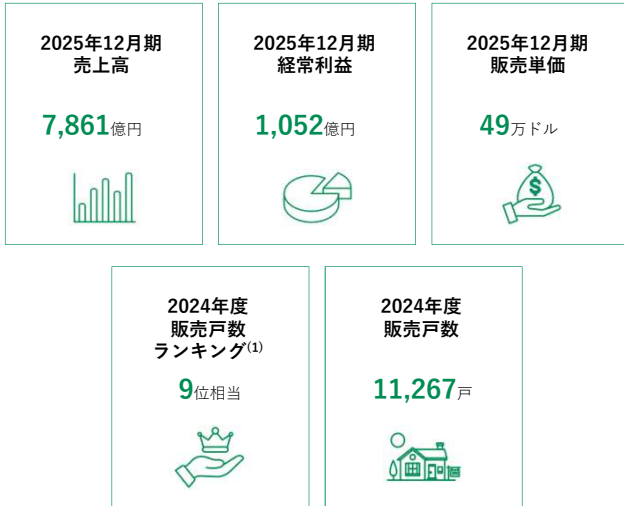 2025年12月期
売上高
7,861億円
2025年12月期
経常利益
1,052億円
2025年12月期
販売単価
49万ドル
$
2024年度
販売戸数
ランキング(1)
9位相当
2024年度
販売戸数
11,267戸